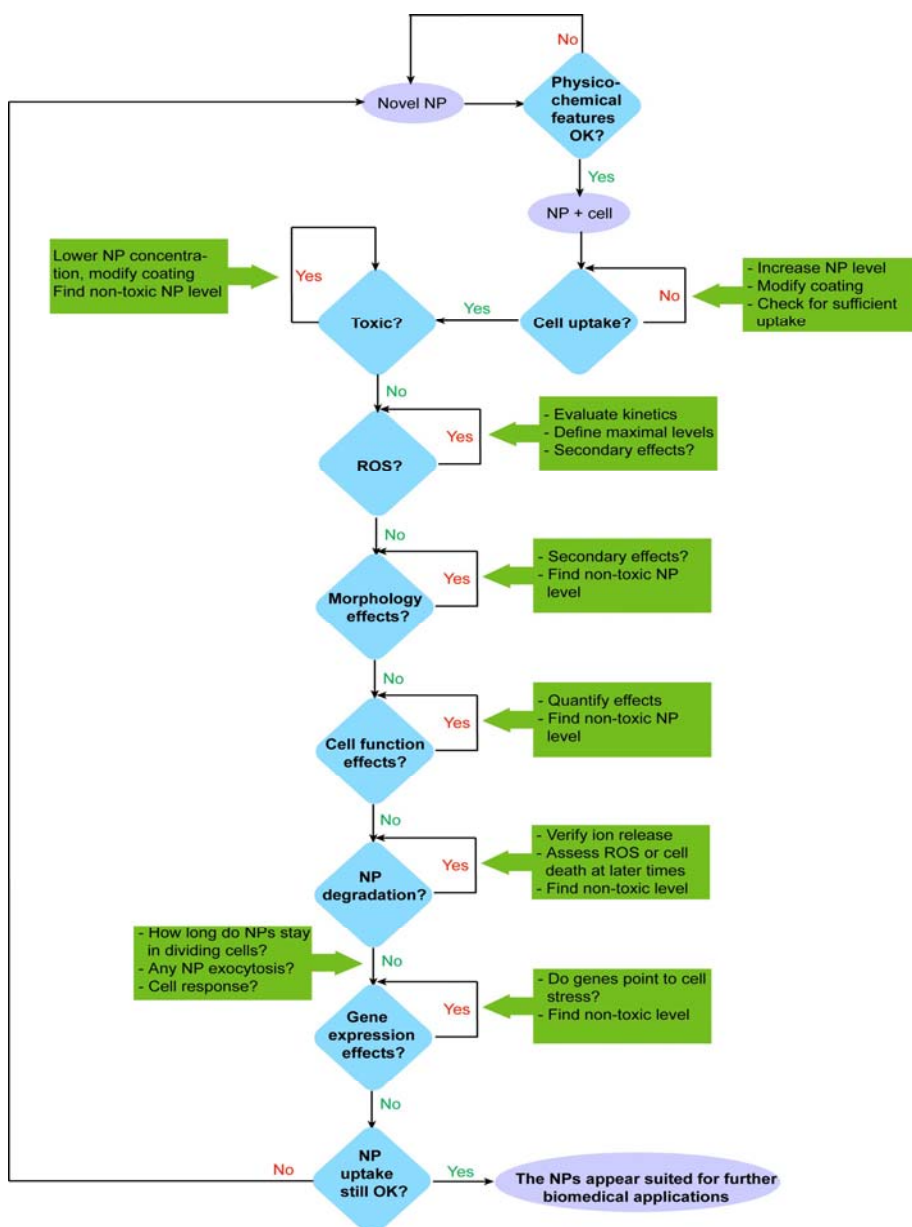 No
Physico-
chemical
features
OK?
Novel NP
Yes
NP + cell
Lower NP concentra-
tion, modify coating
Find non-toxic NP level
Yes
Toxic?
Yes
Cell uptake?
No
- Increase NP level
- Modify coating
- Check for sufficient
uptake
No
ROS?
Yes
- Evaluate kinetics
- Define maximal levels
- Secondary effects?
No
Morphology
effects?
Yes
- Secondary effects?
- Find non-toxic NP
level
No
Cell function
effects?
Yes
- Quantify effects
- Find non-toxic NP
level
No
NP
degradation?
Yes
- Verify ion release
- Assess ROS or cell
death at later times
- Find non-toxic level
- How long do NPs stay
in dividing cells?
- Any NP exocytosis?
- Cell response?
No
Gene
expression
effects?
Yes
- Do genes point to cell
stress?
- Find non-toxic level
No
NP
uptake
still OK?
No
Yes
The NPs appear suited for further
biomedical applications